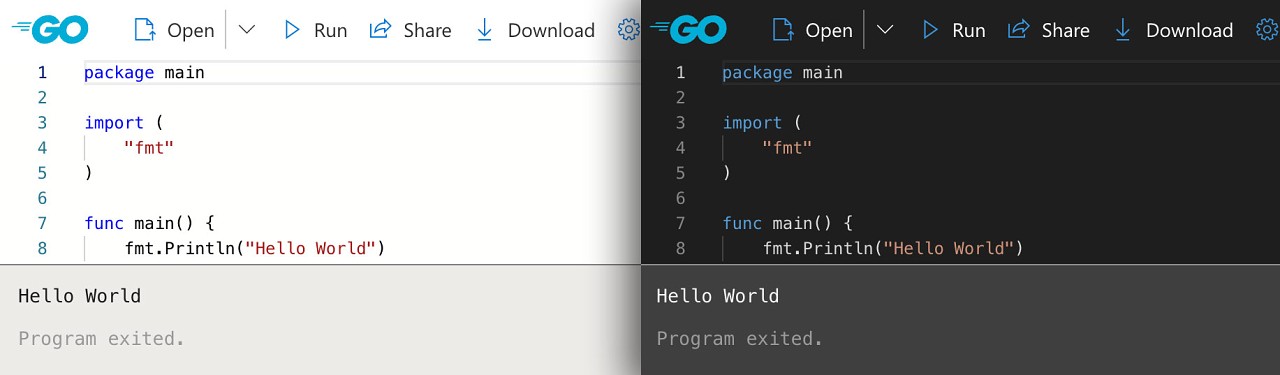 GO Open Run Share Download
1 package main
2
3 import (
4 "fmt"
5 )
6
7 func main() {
8 fmt.Println("Hello World")
Hello World
Program exited.
GO Open Run Share Download
1 package main
2
3 import (
4 "fmt"
5 )
6
7 func main() {
8 fmt.Println("Hello World")
Hello World
Program exited.